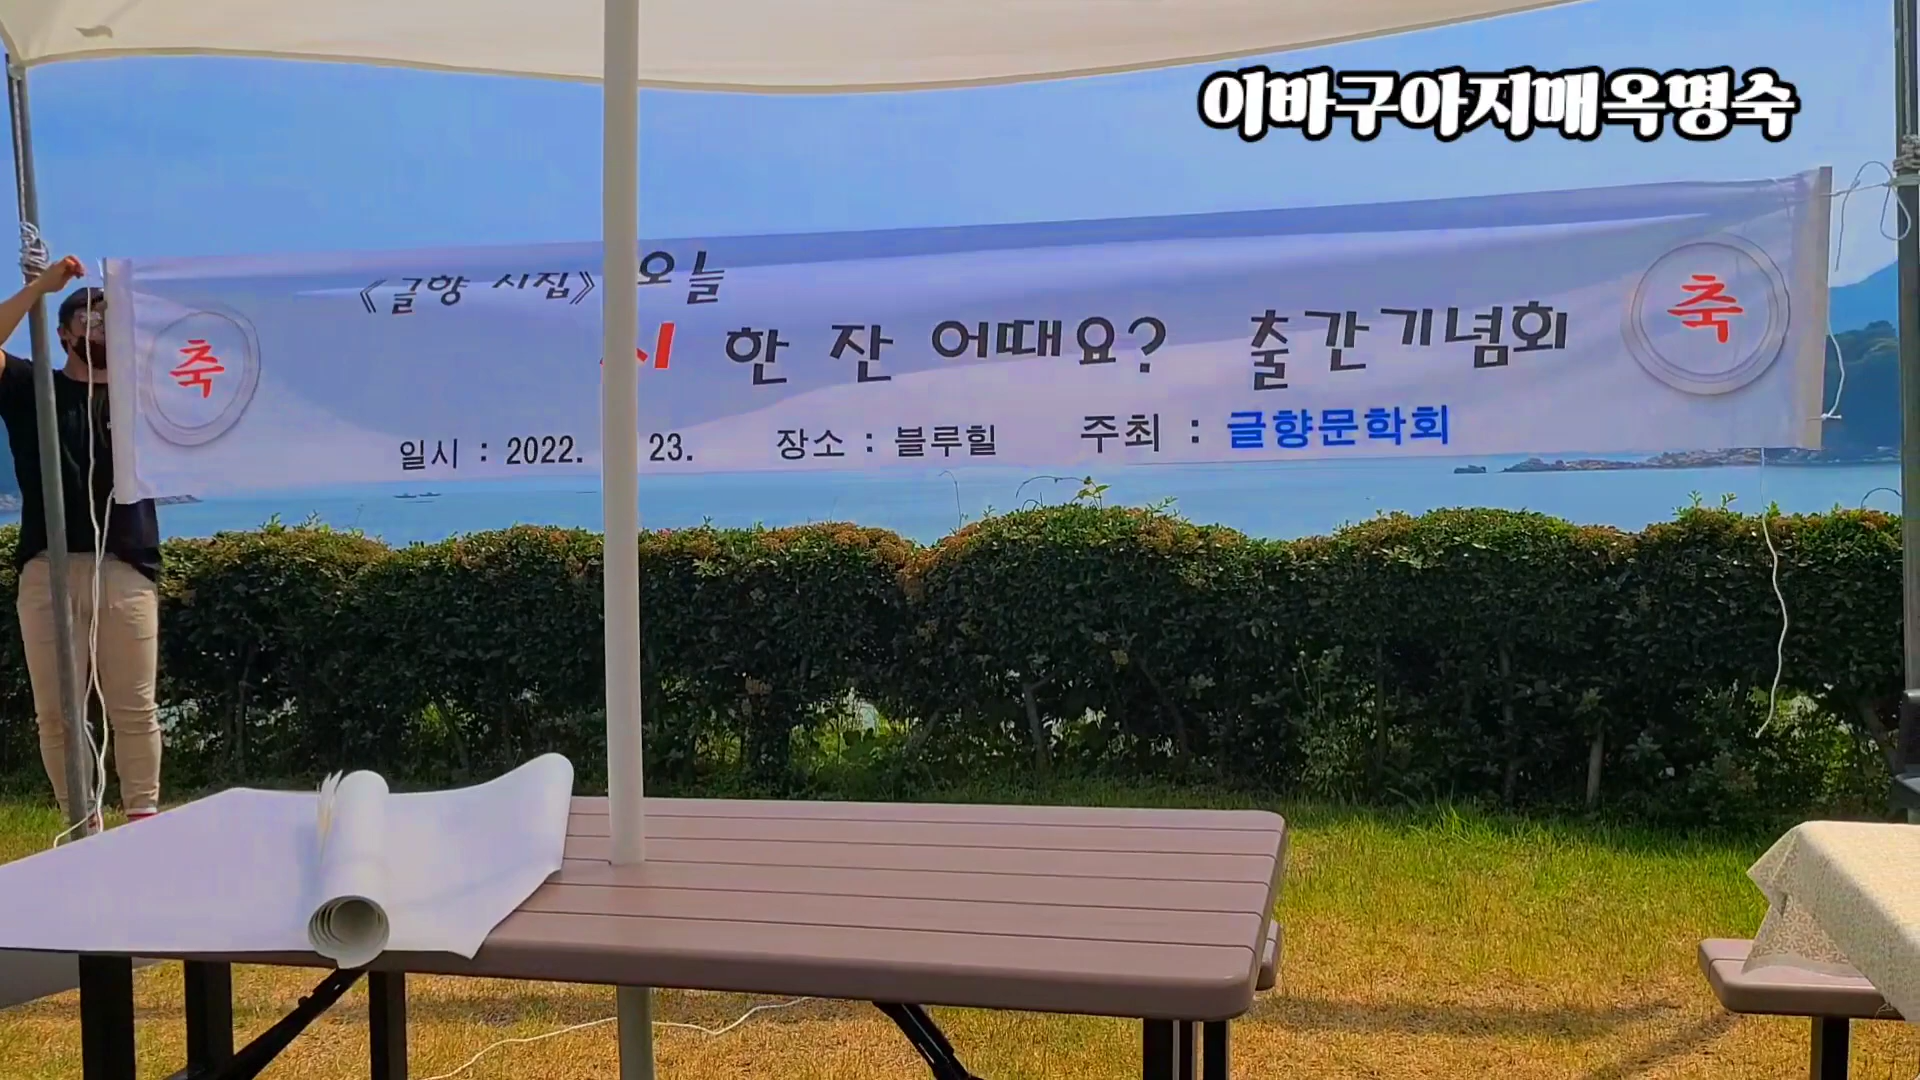 이바구아지매옥명숙
《글향 시집》 오늘
축 시 한 잔 어때요? 출간기념회 축
일시 : 2022. 23. 장소 : 블루힐 주최 : 글향문학회